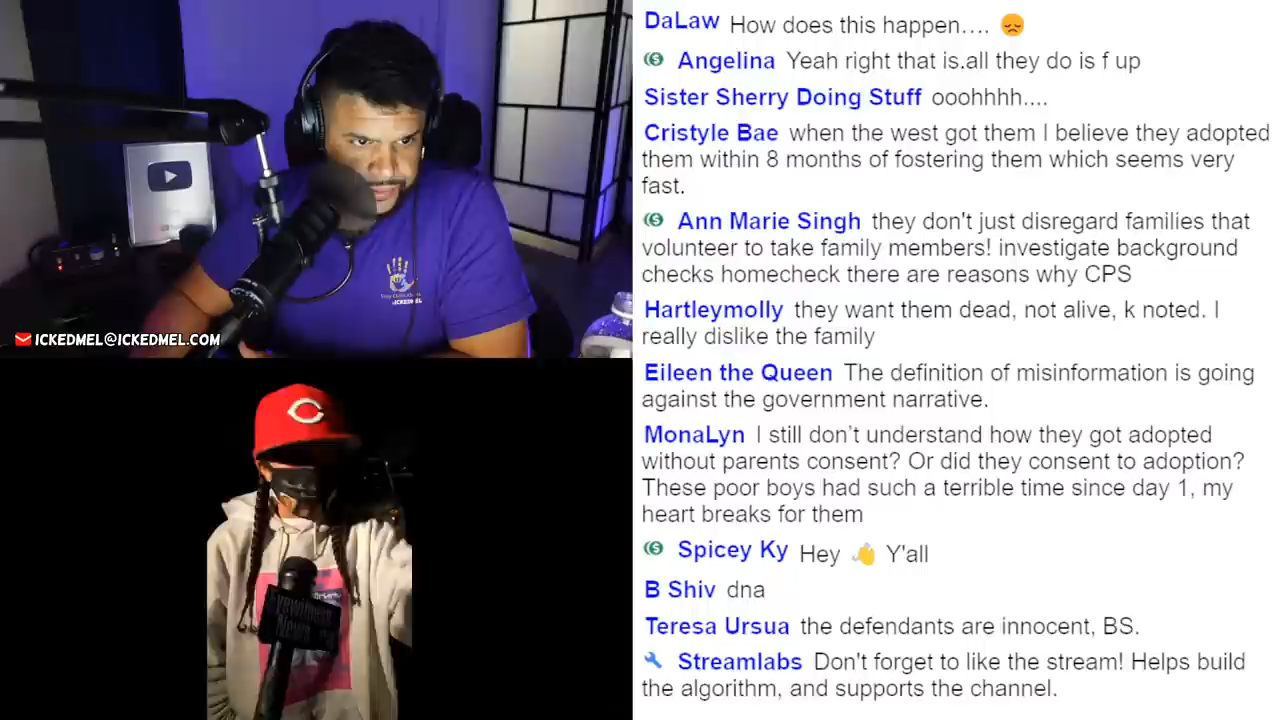 ICKEDMEL@ICKEDMEL.COM
C
Eyewitness
News
DaLaw How does this happen…. 😞
Angelina Yeah right that is.all they do is f up
Sister Sherry Doing Stuff ooohhhh....
Cristyle Bae when the west got them I believe they adopted
them within 8 months of fostering them which seems very
fast.
Ann Marie Singh they don't just disregard families that
volunteer to take family members! investigate background
checks homecheck there are reasons why CPS
Hartleymolly they want them dead, not alive, k noted. I
really dislike the family
Eileen the Queen The definition of misinformation is going
against the government narrative.
MonaLyn I still don’t understand how they got adopted
without parents consent? Or did they consent to adoption?
These poor boys had such a terrible time since day 1, my
heart breaks for them
Spicey Ky Hey 👋 Y'all
B Shiv dna
Teresa Ursua the defendants are innocent, BS.
Streamlabs Don't forget to like the stream! Helps build
the algorithm, and supports the channel.